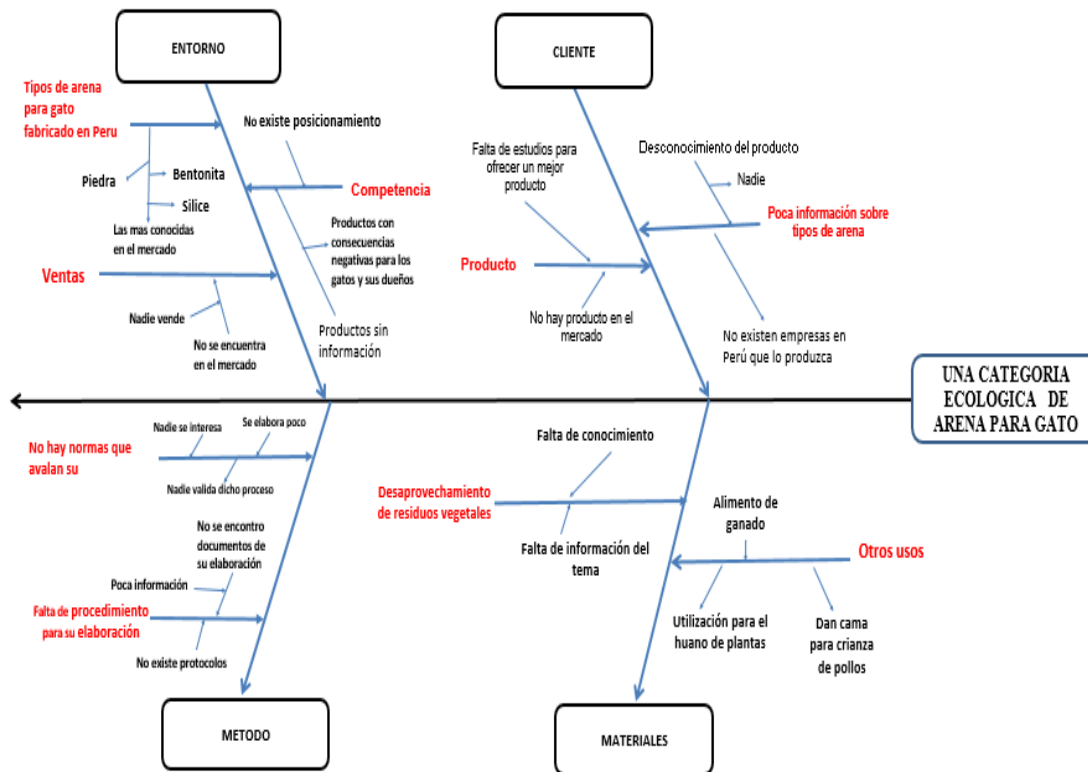 ENTORNO
CLIENTE
Tipos de arena
para gato
fabricado en Peru
Piedra
Bentonita
Silice
Las mas conocidas
en el mercado
No existe posicionamiento
Competencia
Productos con
consecuencias
negativas para los
gatos y sus dueños
Productos sin
información
Ventas
Nadie vende
No se encuentra
en el mercado
Falta de estudios para
ofrecer un mejor
producto
Producto
No hay producto en el
mercado
Desconocimiento del producto
Nadie
Poca información sobre
tipos de arena
No existen empresas en
Perú que lo produzca
UNA CATEGORIA
ECOLOGICA DE
ARENA PARA GATO
Nadie se interesa
Se elabora poco
No hay normas que
avalan su
Nadie valida dicho proceso
No se encontro
documentos de
su elaboración
Poca información
Falta de procedimiento
para su elaboración
No existe protocolos
Falta de conocimiento
Desaprovechamiento
de residuos vegetales
Falta de información del
tema
Alimento de
ganado
Otros usos
Utilización para el
huano de plantas
Dan cama
para crianza
de pollos
METODO
MATERIALES